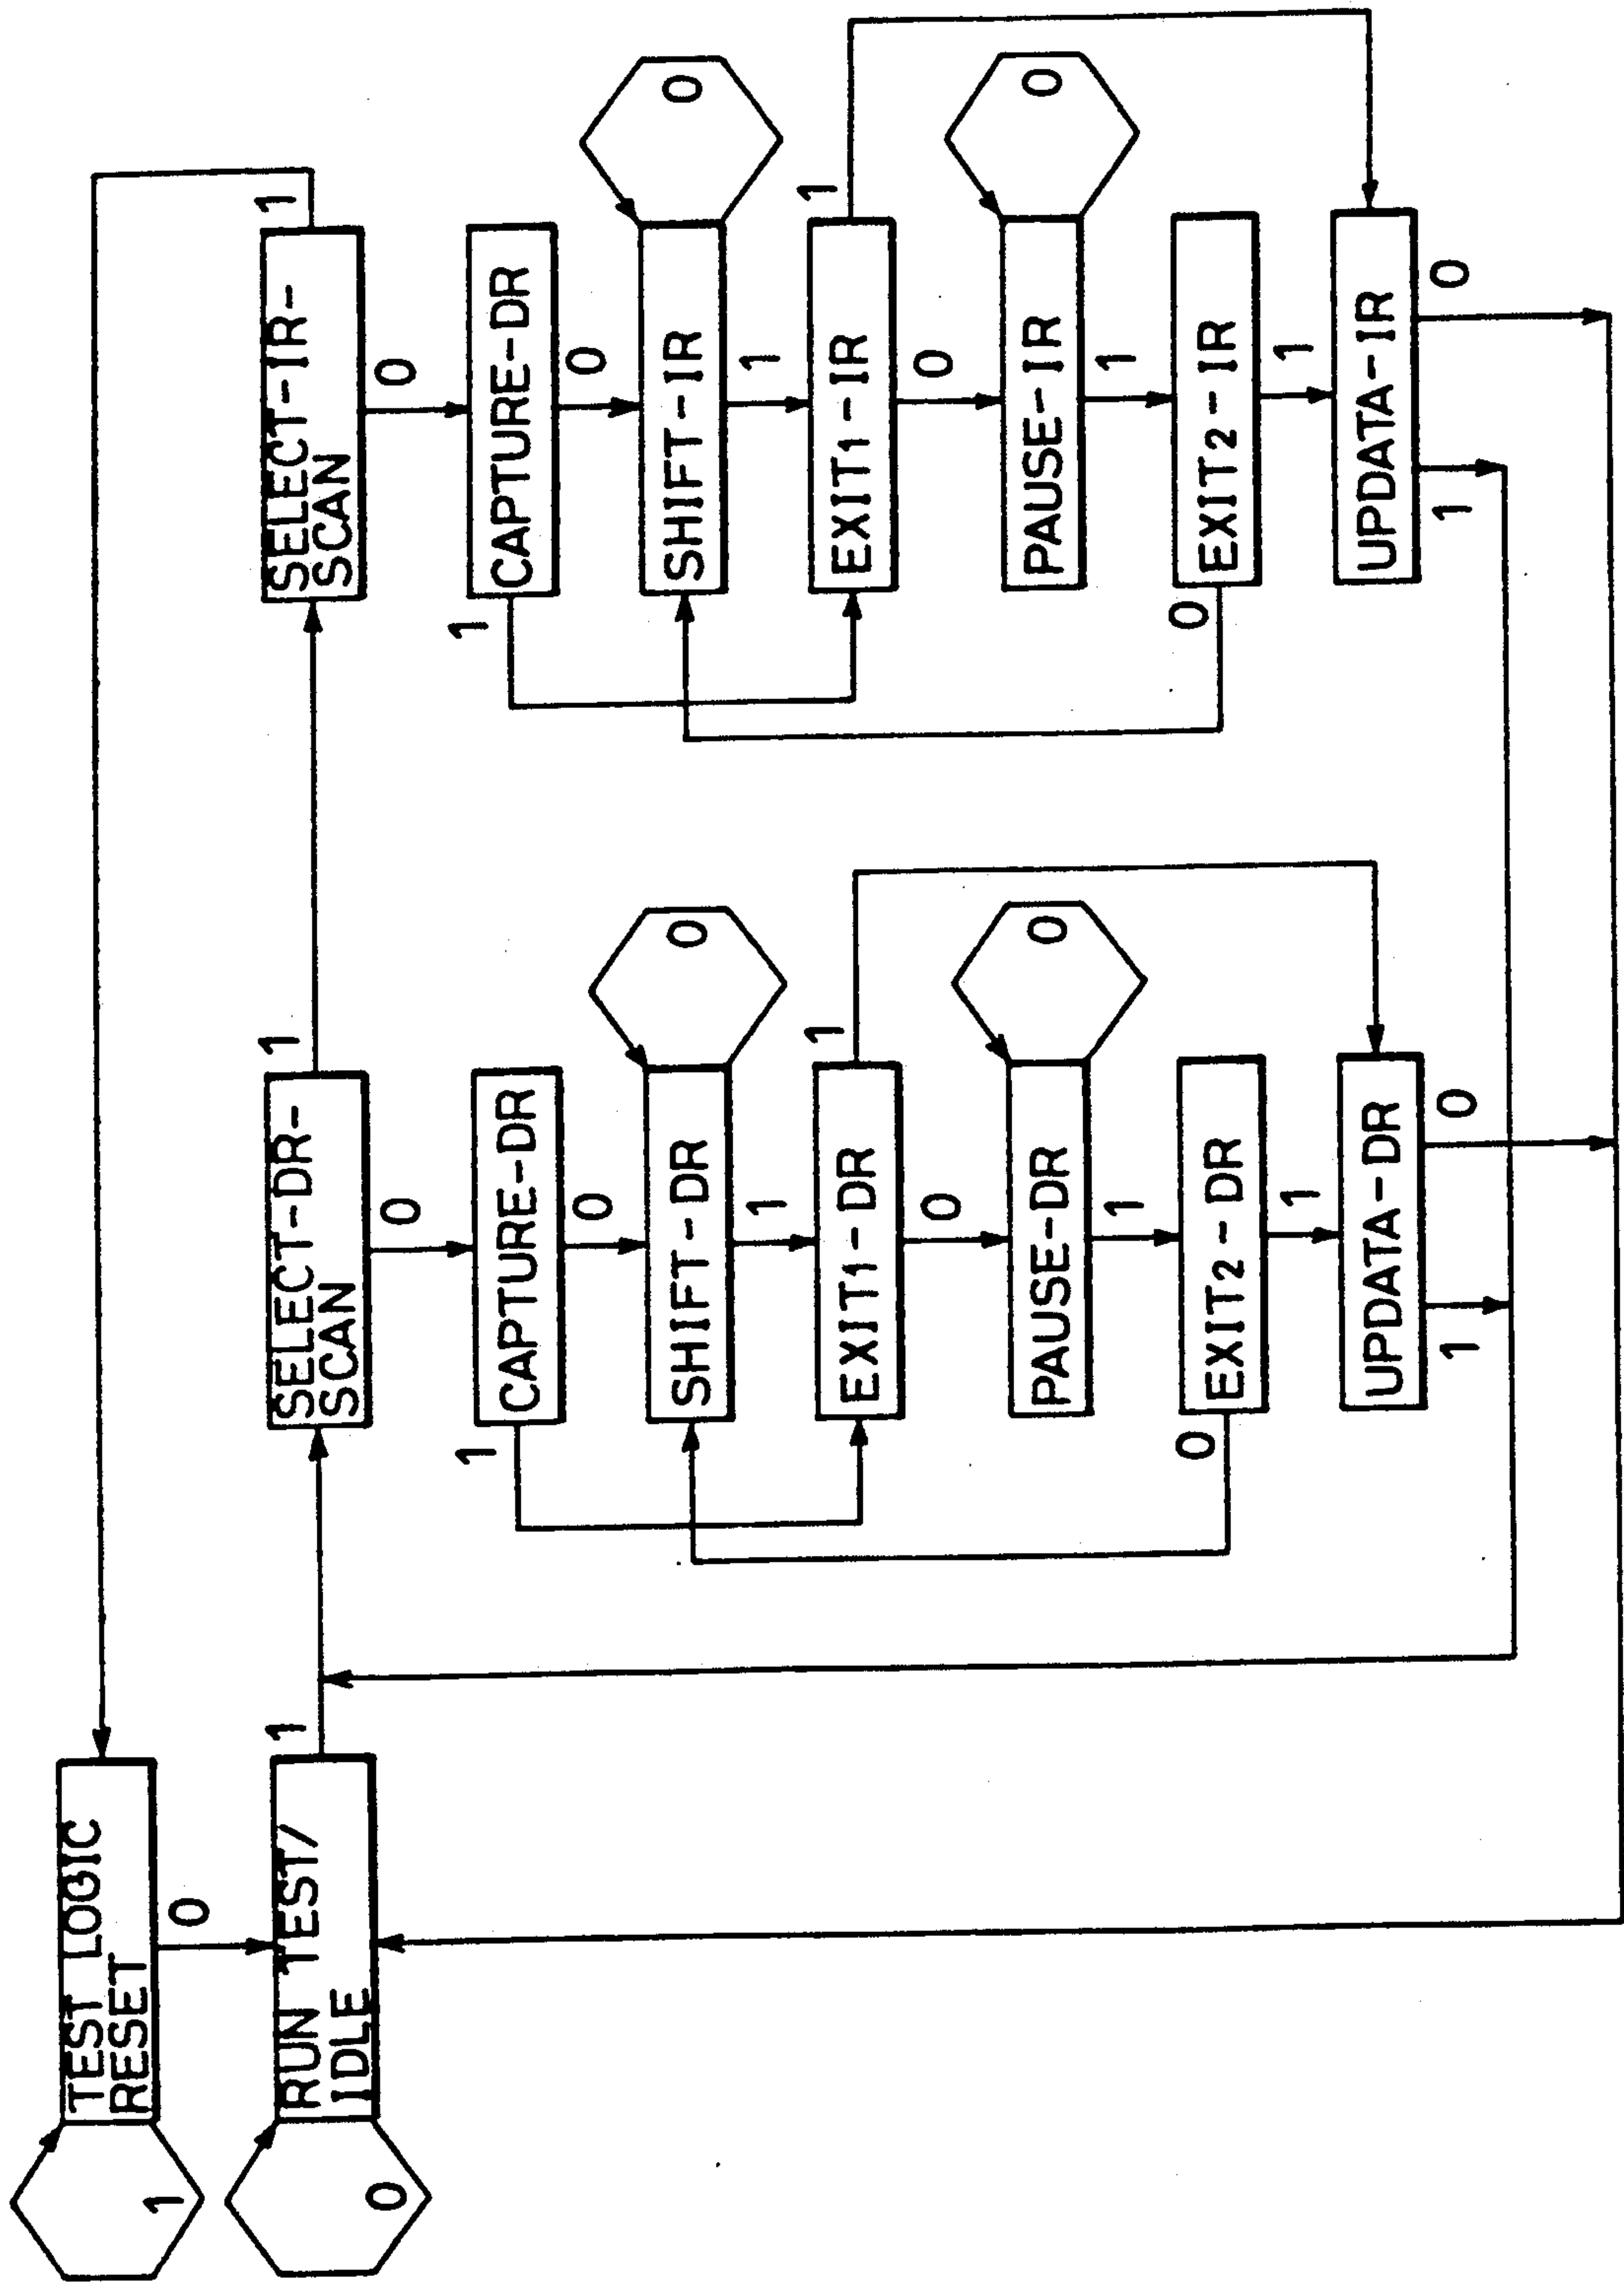 1
TEST LOGIC
RESET
0
0
RUN TEST/
IDLE
1
SELECT-DR-
SCAN
1
0
CAPTURE-DR
1
0
SHIFT-DR
0
1
EXIT1-DR
1
0
PAUSE-DR
0
1
EXIT2-DR
0
1
UPDATA-DR
1
0
SELECT-IR-
SCAN
1
0
CAPTURE-DR
1
0
SHIFT-IR
0
1
EXIT1-IR
1
0
PAUSE-IR
0
1
EXIT2-IR
0
1
UPDATA-IR
1
0